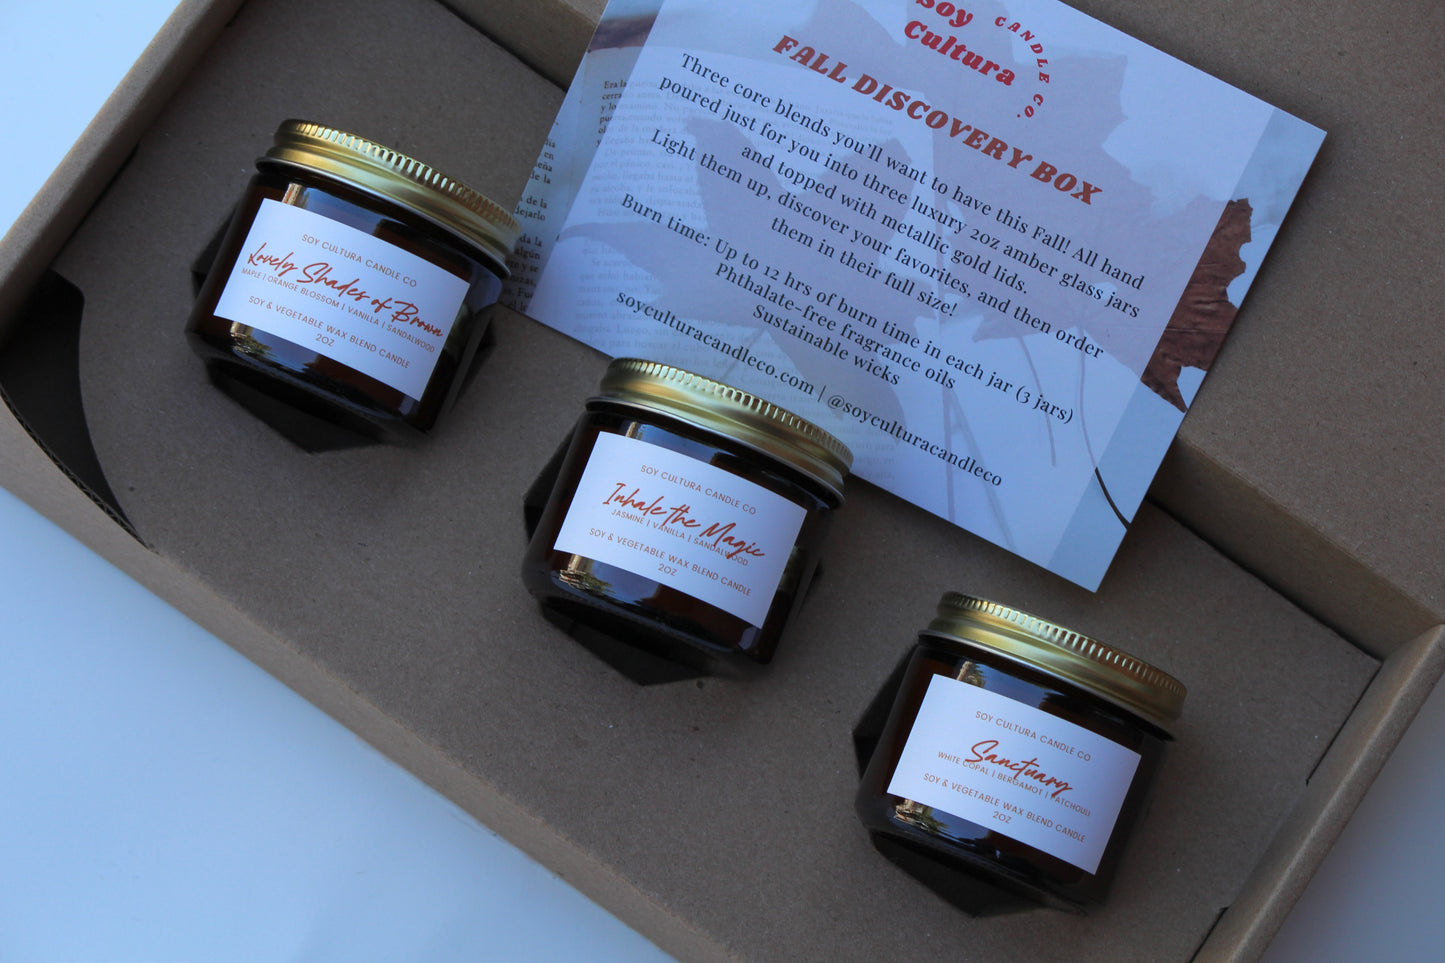 Soy
Cultura
CANDLE CO.
FALL DISCOVERY BOX
Three core blends you'll want to have this Fall! All hand
poured just for you into three luxury 2oz amber glass jars
and topped with metallic gold lids.
Light them up, discover your favorites, and then order
them in their full size!
Burn time: Up to 12 hrs of burn time in each jar (3 jars)
Phthalate-free fragrance oils
Sustainable wicks
soyculturacandleco.com | @soyculturacandleco
SOY CULTURA CANDLE CO
Lovely Shades of Brown
MAPLE | ORANGE BLOSSOM | VANILLA | SANDALWOOD
SOY & VEGETABLE WAX BLEND CANDLE
2OZ
SOY CULTURA CANDLE CO
Inhale the Magic
JASMINE | VANILLA | SANDALWOOD
SOY & VEGETABLE WAX BLEND CANDLE
2OZ
SOY CULTURA CANDLE CO
Sanctuary
WHITE COPAL | BERGAMOT | PATCHOULI
SOY & VEGETABLE WAX BLEND CANDLE
2OZ